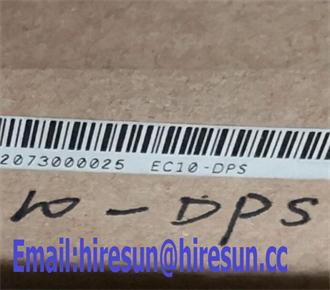 2073000025 EC10-DPS
10-DPS
Email:hiresun@hiresun.cc